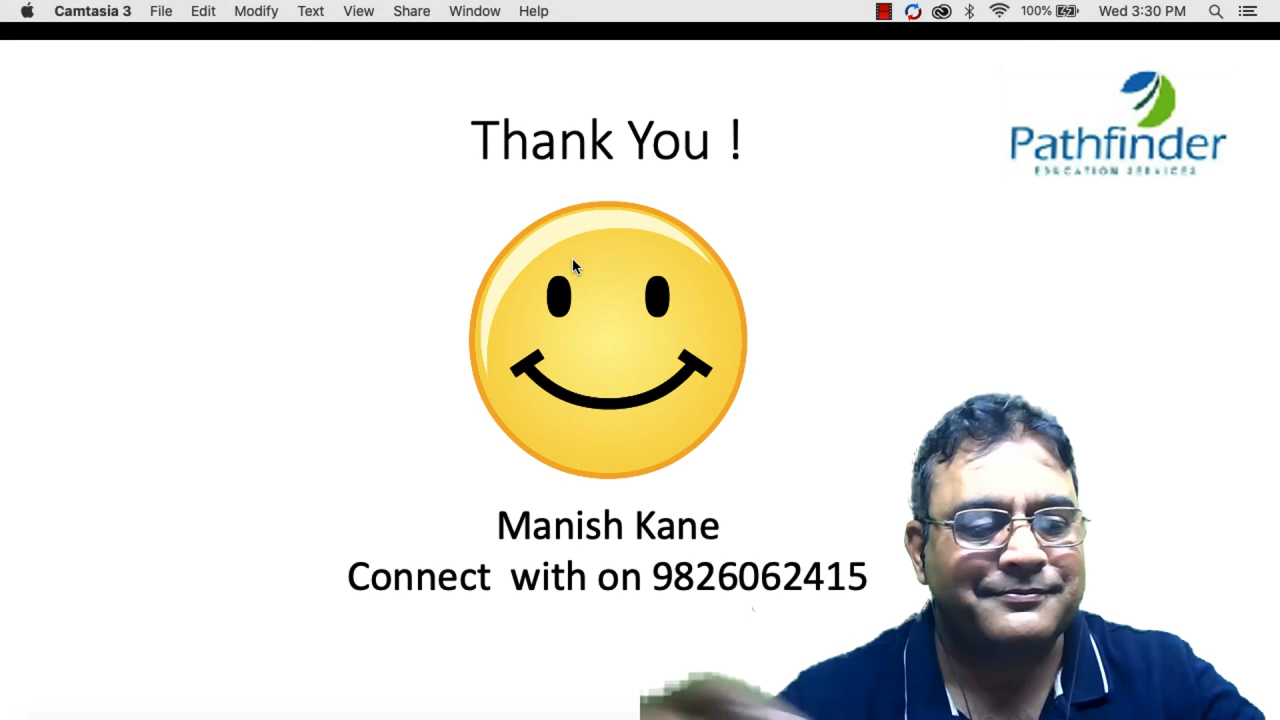 Camtasia 3 File Edit Modify Text View Share Window Help 100% Wed 3:30 PM
Thank You !
Pathfinder
EDUCATION SERVICES
Manish Kane
Connect with on 9826062415